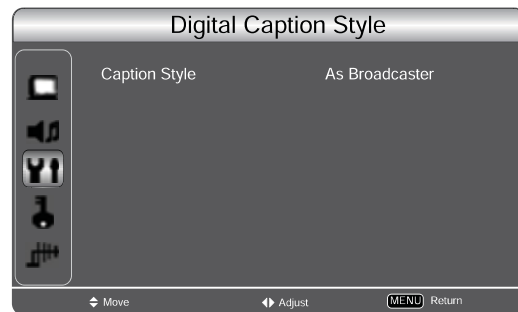 Digital Caption Style
Caption Style As Broadcaster
Move Adjust MENU Return